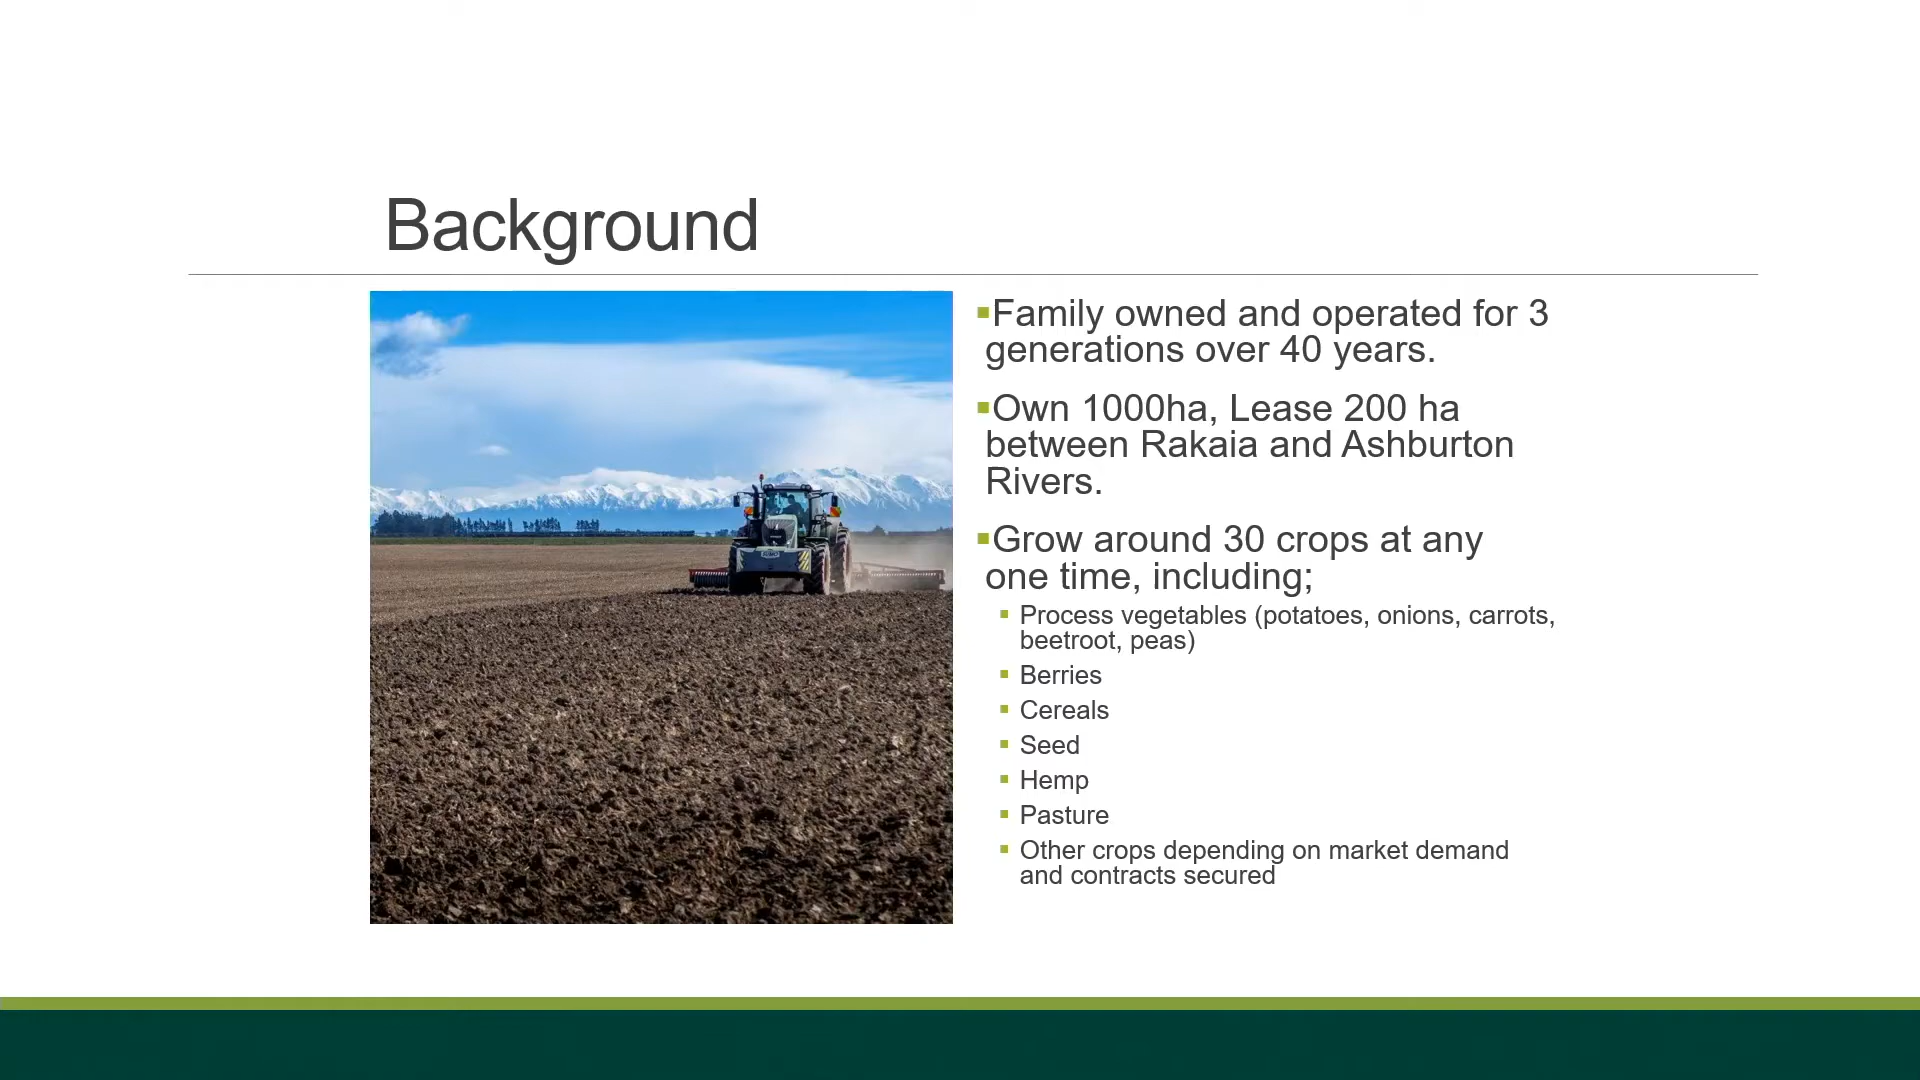 Background
Family owned and operated for 3
generations over 40 years.
Own 1000ha, Lease 200 ha
between Rakaia and Ashburton
Rivers.
Grow around 30 crops at any
one time, including;
Process vegetables (potatoes, onions, carrots,
beetroot, peas)
Berries
Cereals
Seed
Hemp
Pasture
Other crops depending on market demand
and contracts secured